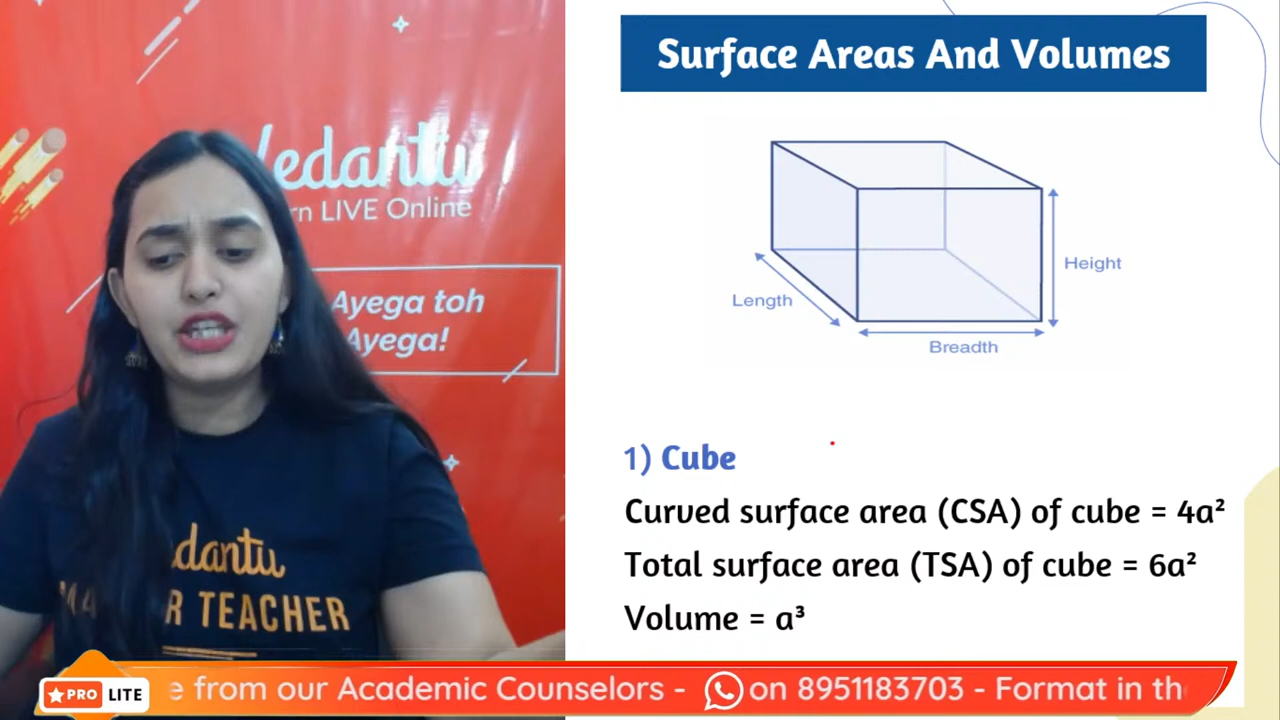 Vedantu
rn LIVE Online
Ayega toh
Ayega!
edantu
R TEACHER
Surface Areas And Volumes
Height
Length
Breadth
1) Cube
Curved surface area (CSA) of cube = 4a²
Total surface area (TSA) of cube = 6a²
Volume = a³
PRO LITE
e from our Academic Counselors - on 8951183703 - Format in th